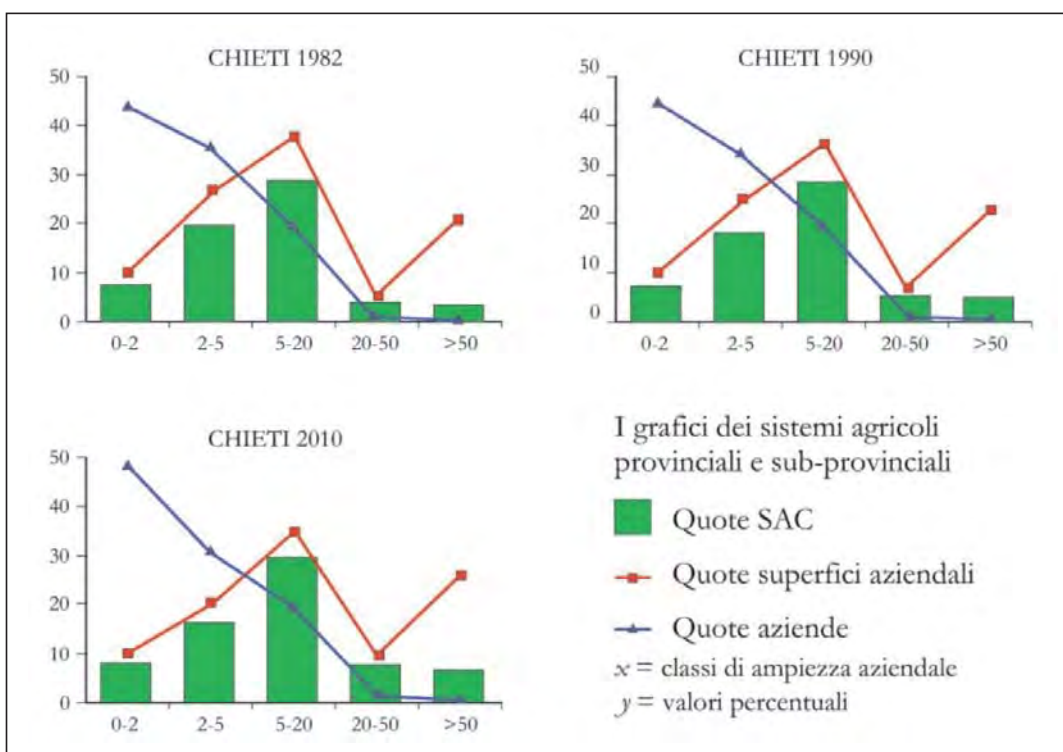 CHIETI 1982
50
40
30
20
10
0
0-2 2-5 5-20 20-50 >50
CHIETI 1990
50
40
30
20
10
0
0-2 2-5 5-20 20-50 >50
CHIETI 2010
50
40
30
20
10
0
0-2 2-5 5-20 20-50 >50
I grafici dei sistemi agricoli
provinciali e sub-provinciali
Quote SAC
Quote superfici aziendali
Quote aziende
x = classi di ampiezza aziendale
y = valori percentuali